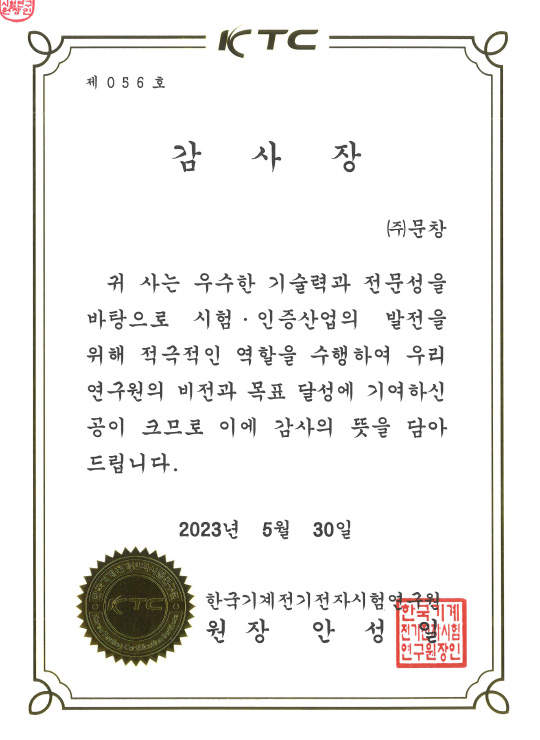 KTC
제 0 5 6 호
감 사 장
㈜문창
귀 사는 우수한 기술력과 전문성을
바탕으로 시험 · 인증산업의 발전을
위해 적극적인 역할을 수행하여 우리
연구원의 비전과 목표 달성에 기여하신
공이 크므로 이에 감사의 뜻을 담아
드립니다.
2023년 5월 30일
KTC
한국기계전기전자시험연구원
원 장 안 성 일
한국기계
전기전자시험
연구원장인